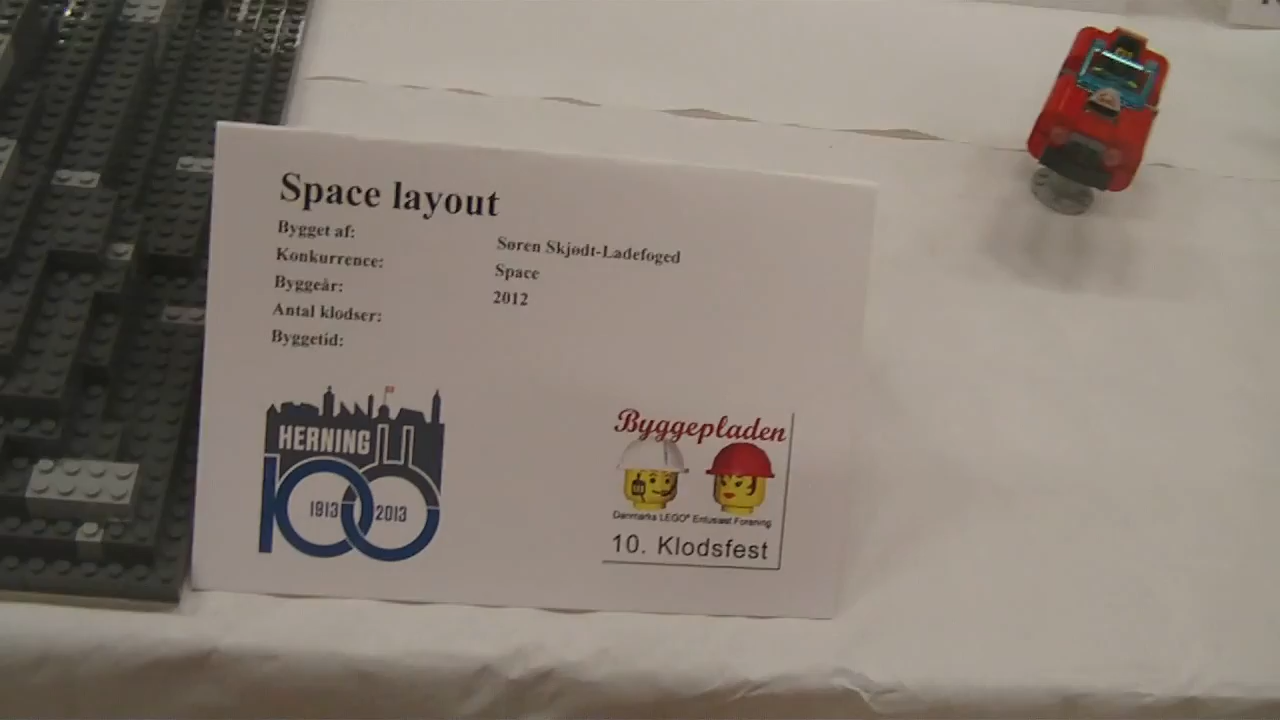 Space layout
Bygget af: Søren Skjødt-Ladefoged
Konkurrence: Space
Byggeår: 2012
Antal klodser:
Byggetid:
HERNING
100
1913 2013
Byggepladen
Danmarks LEGO® Entusiast Forening
10. Klodsfest